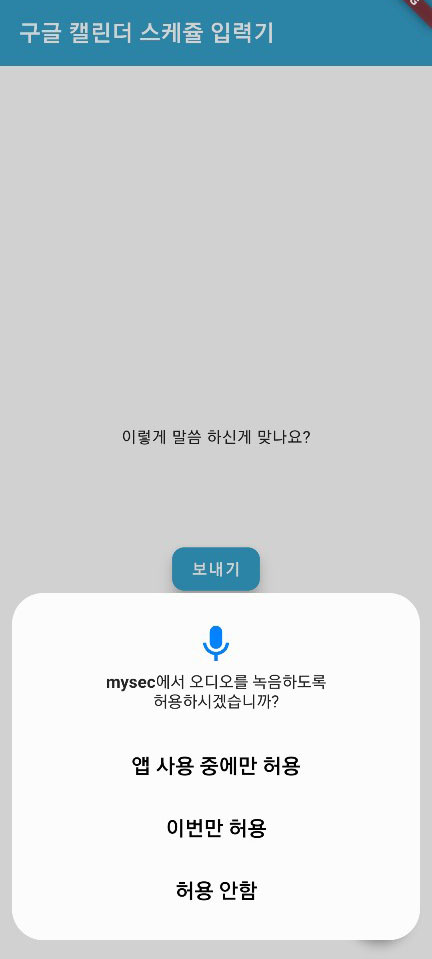 구글 캘린더 스케쥴 입력기
이렇게 말씀 하신게 맞나요?
보내기
mysec에서 오디오를 녹음하도록
허용하시겠습니까?
앱 사용 중에만 허용
이번만 허용
허용 안함